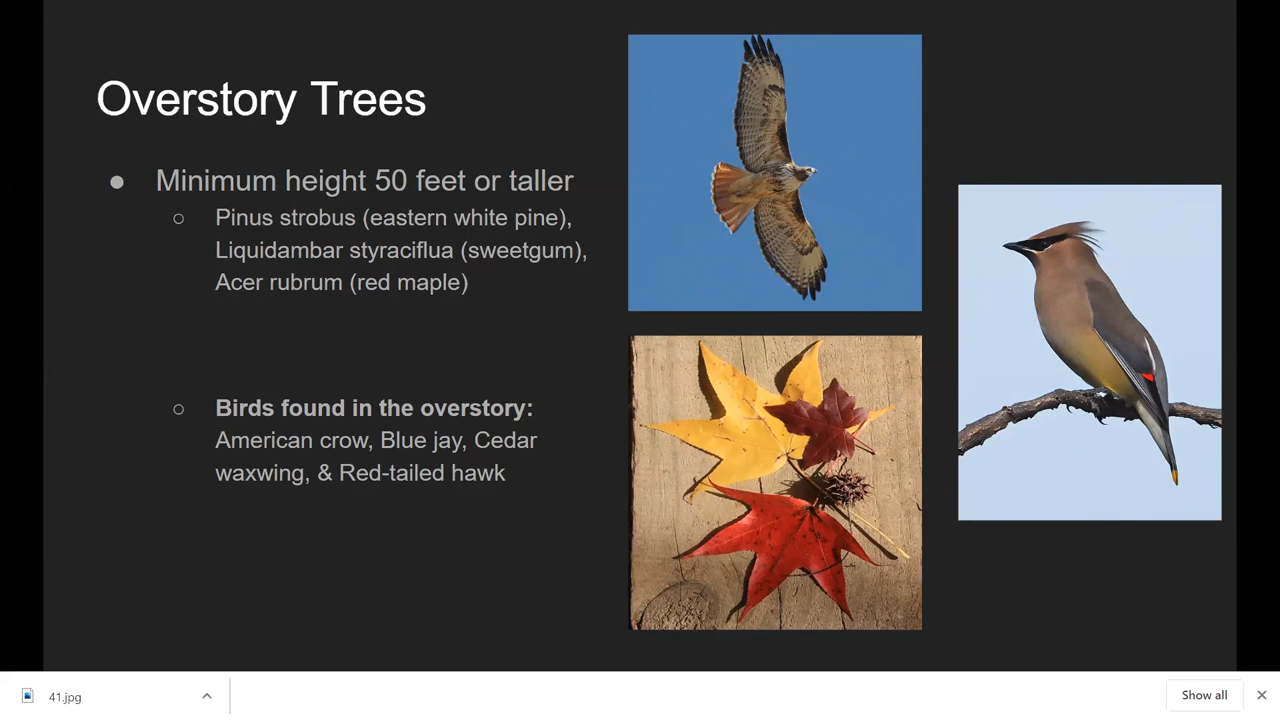 Overstory Trees
● Minimum height 50 feet or taller
○ Pinus strobus (eastern white pine),
Liquidambar styraciflua (sweetgum),
Acer rubrum (red maple)
○ Birds found in the overstory:
American crow, Blue jay, Cedar
waxwing, & Red-tailed hawk
41.jpg
Show all